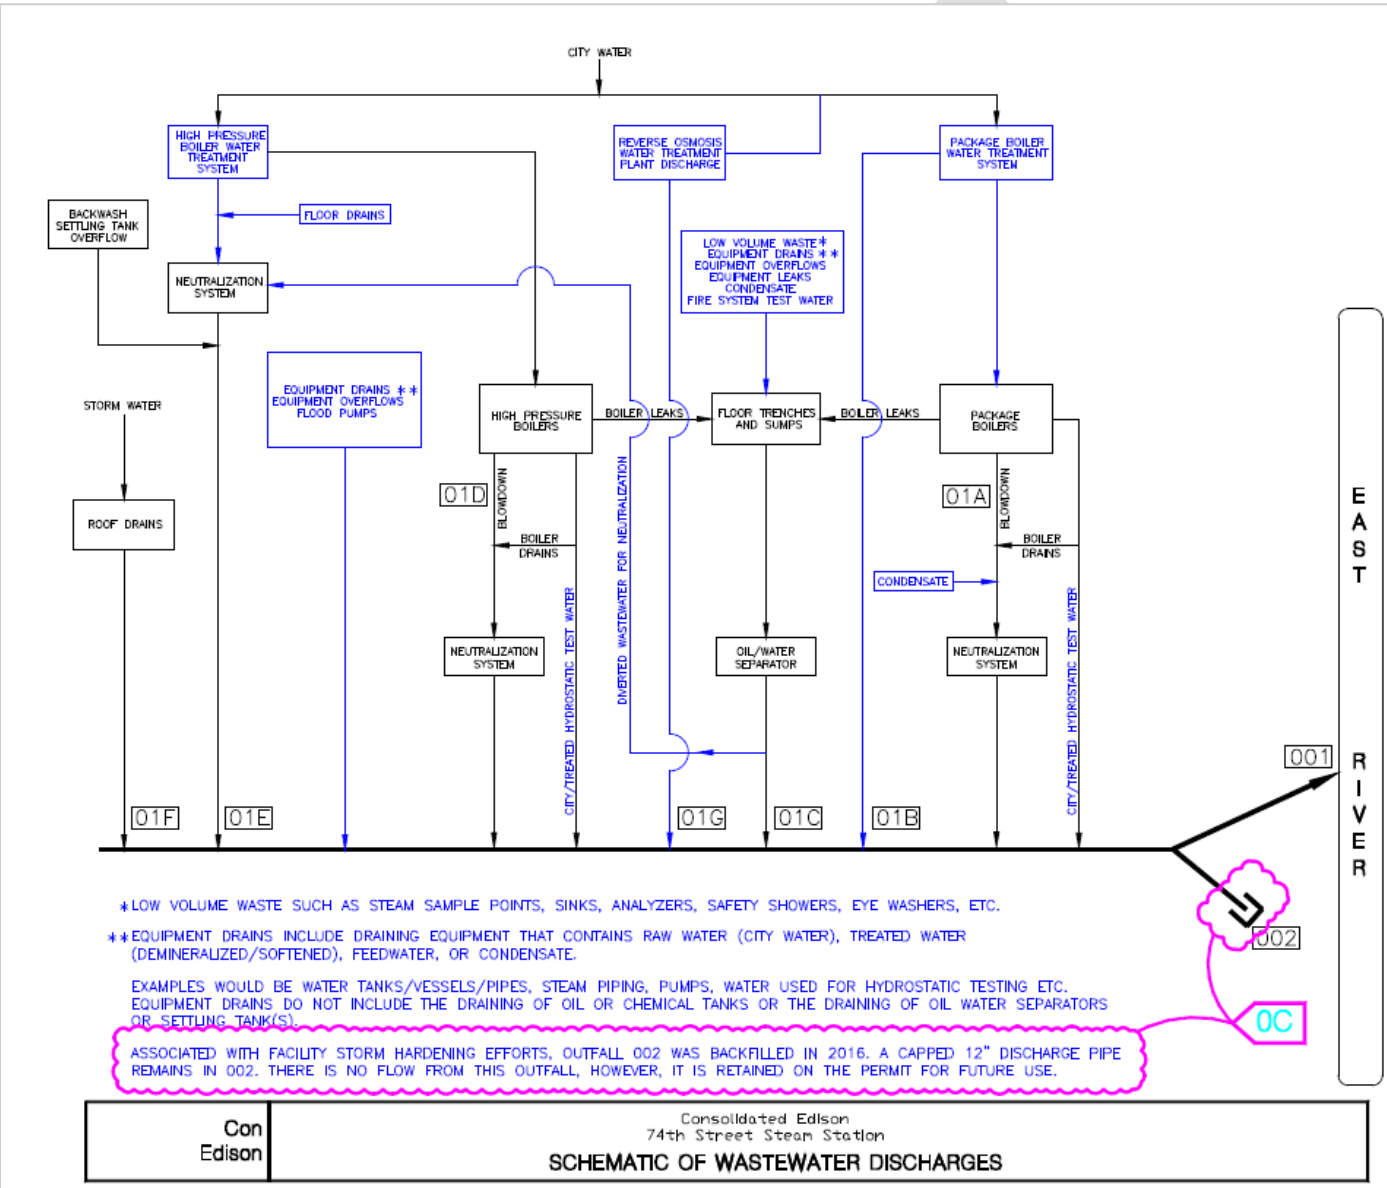 CITY WATER
HIGH PRESSURE
BOILER WATER
TREATMENT
SYSTEM
REVERSE OSMOSIS
WATER TREATMENT
PLANT DISCHARGE
PACKAGE BOILER
WATER TREATMENT
SYSTEM
BACKWASH
SETTLING TANK
OVERFLOW
FLOOR DRAINS
LOW VOLUME WASTE*
EQUIPMENT DRAINS **
EQUIPMENT OVERFLOWS
EQUIPMENT LEAKS
CONDENSATE
FIRE SYSTEM TEST WATER
NEUTRALIZATION
SYSTEM
EQUIPMENT DRAINS **
EQUIPMENT OVERFLOWS
FLOOD PUMPS
STORM WATER
HIGH PRESSURE
BOILERS
BOILER LEAKS
FLOOR TRENCHES
AND SUMPS
BOILER LEAKS
PACKAGE
BOILERS
ROOF DRAINS
01D
BLOWDOWN
BOILER
DRAINS
DIVERTED WASTEWATER FOR NEUTRALIZATION
01A
BLOWDOWN
BOILER
DRAINS
CONDENSATE
CITY/TREATED HYDROSTATIC TEST WATER
CITY/TREATED HYDROSTATIC TEST WATER
NEUTRALIZATION
SYSTEM
OIL/WATER
SEPARATOR
NEUTRALIZATION
SYSTEM
EAST RIVER
001
01F
01E
01G
01C
01B
002
0C
*LOW VOLUME WASTE SUCH AS STEAM SAMPLE POINTS, SINKS, ANALYZERS, SAFETY SHOWERS, EYE WASHERS, ETC.
**EQUIPMENT DRAINS INCLUDE DRAINING EQUIPMENT THAT CONTAINS RAW WATER (CITY WATER), TREATED WATER
(DEMINERALIZED/SOFTENED), FEEDWATER, OR CONDENSATE.
EXAMPLES WOULD BE WATER TANKS/VESSELS/PIPES, STEAM PIPING, PUMPS, WATER USED FOR HYDROSTATIC TESTING ETC.
EQUIPMENT DRAINS DO NOT INCLUDE THE DRAINING OF OIL OR CHEMICAL TANKS OR THE DRAINING OF OIL WATER SEPARATORS
OR SETTLING TANK(S).
ASSOCIATED WITH FACILITY STORM HARDENING EFFORTS, OUTFALL 002 WAS BACKFILLED IN 2016. A CAPPED 12" DISCHARGE PIPE
REMAINS IN 002. THERE IS NO FLOW FROM THIS OUTFALL, HOWEVER, IT IS RETAINED ON THE PERMIT FOR FUTURE USE.
Con
Edison
Consolidated Edison
74th Street Steam Station
SCHEMATIC OF WASTEWATER DISCHARGES